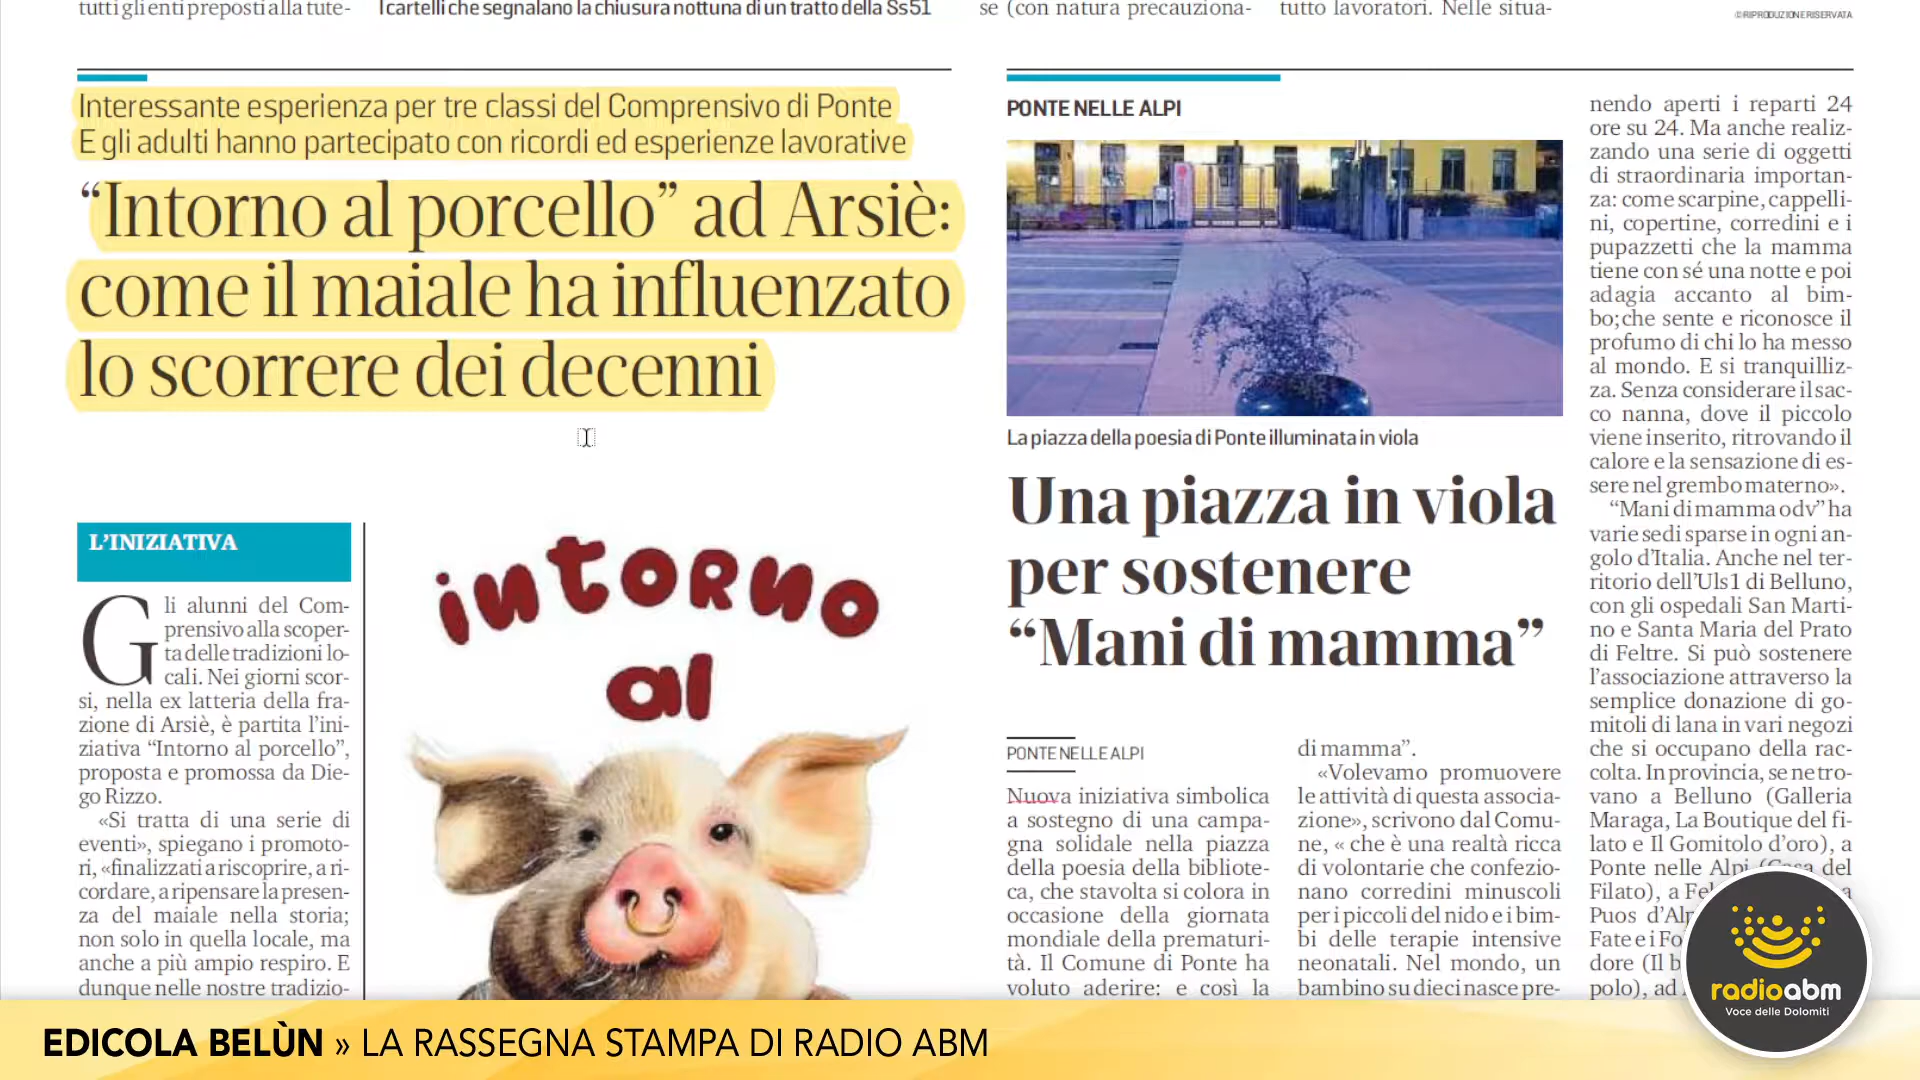 tutti gli enti preposti alla tute-
I cartelli che segnalano la chiusura nottuna di un tratto della Ss51
se (con natura precauziona-
tutto lavoratori. Nelle situa-
©RIPRODUZIONE RISERVATA
Interessante esperienza per tre classi del Comprensivo di Ponte
E gli adulti hanno partecipato con ricordi ed esperienze lavorative
“Intorno al porcello” ad Arsiè:
come il maiale ha influenzato
lo scorrere dei decenni
L’INIZIATIVA
Gli alunni del Com-
prensivo alla scoper-
ta delle tradizioni lo-
cali. Nei giorni scor-
si, nella ex latteria della fra-
zione di Arsiè, è partita l’ini-
ziativa “Intorno al porcello”,
proposta e promossa da Die-
go Rizzo.
«Si tratta di una serie di
eventi», spiegano i promoto-
ri, «finalizzati a riscoprire, a ri-
cordare, a ripensare la presen-
za del maiale nella storia;
non solo in quella locale, ma
anche a più ampio respiro. E
dunque nelle nostre tradizio-
intorno
al
PONTE NELLE ALPI
La piazza della poesia di Ponte illuminata in viola
Una piazza in viola
per sostenere
“Mani di mamma”
PONTE NELLE ALPI
Nuova iniziativa simbolica
a sostegno di una campa-
gna solidale nella piazza
della poesia della bibliote-
ca, che stavolta si colora in
occasione della giornata
mondiale della prematuri-
tà. Il Comune di Ponte ha
voluto aderire: e così la
di mamma”.
«Volevamo promuovere
le attività di questa associa-
zione», scrivono dal Comu-
ne, « che è una realtà ricca
di volontarie che confezio-
nano corredini minuscoli
per i piccoli del nido e i bim-
bi delle terapie intensive
neonatali. Nel mondo, un
bambino su dieci nasce pre-
nendo aperti i reparti 24
ore su 24. Ma anche realiz-
zando una serie di oggetti
di straordinaria importan-
za: come scarpine, cappelli-
ni, copertine, corredini e i
pupazzetti che la mamma
tiene con sé una notte e poi
adagia accanto al bim-
bo; che sente e riconosce il
profumo di chi lo ha messo
al mondo. E si tranquilliz-
za. Senza considerare il sac-
co nanna, dove il piccolo
viene inserito, ritrovando il
calore e la sensazione di es-
sere nel grembo materno».
“Mani di mamma odv” ha
varie sedi sparse in ogni an-
golo d’Italia. Anche nel ter-
ritorio dell’Uls1 di Belluno,
con gli ospedali San Marti-
no e Santa Maria del Prato
di Feltre. Si può sostenere
l’associazione attraverso la
semplice donazione di go-
mitoli di lana in vari negozi
che si occupano della rac-
colta. In provincia, se ne tro-
vano a Belluno (Galleria
Maraga, La Boutique del fi-
lato e Il Gomitolo d’oro), a
Ponte nelle Alpi (Casa del
Filato), a
Puos d’Al
Fate e i Fo
dore (Il b
polo), ad
radioabm
Voce delle Dolomiti
EDICOLA BELÙN » LA RASSEGNA STAMPA DI RADIO ABM